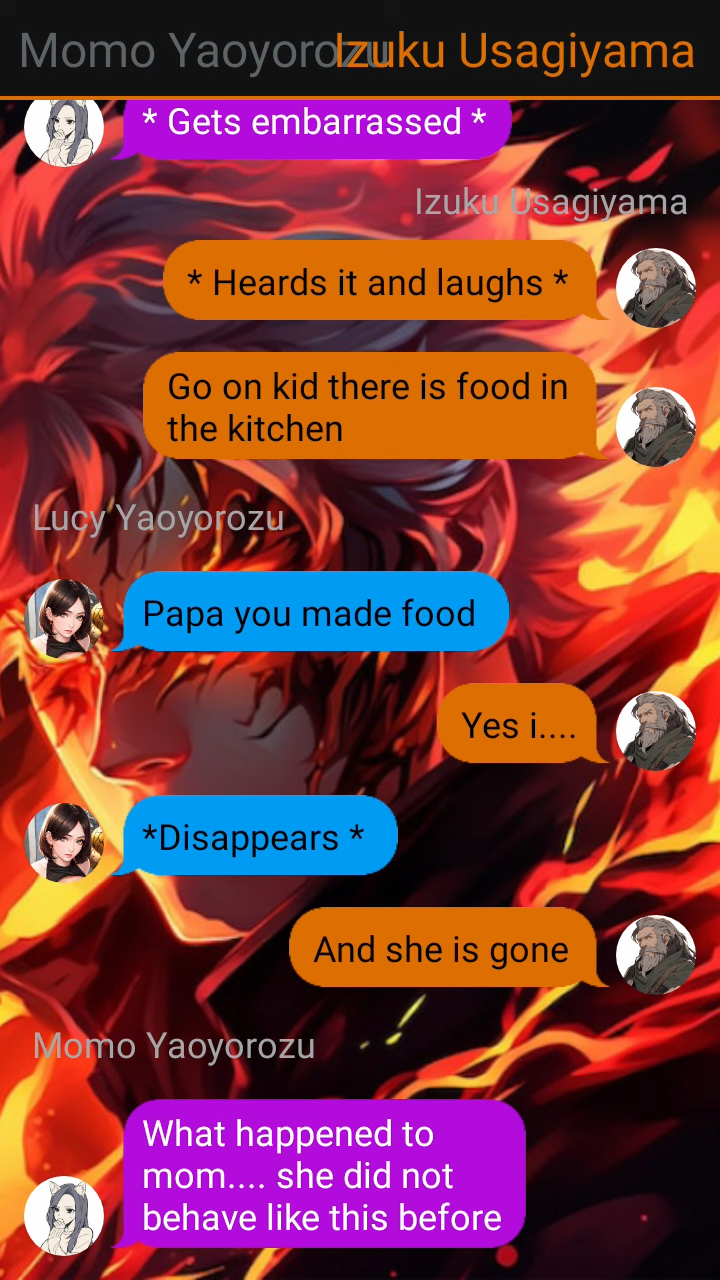 Momo Yaoyorozu
Izuku Usagiyama
* Gets embarrassed *
Izuku Usagiyama
* Heards it and laughs *
Go on kid there is food in
the kitchen
Lucy Yaoyorozu
Papa you made food
Yes i....
*Disappears *
And she is gone
Momo Yaoyorozu
What happened to
mom.... she did not
behave like this before